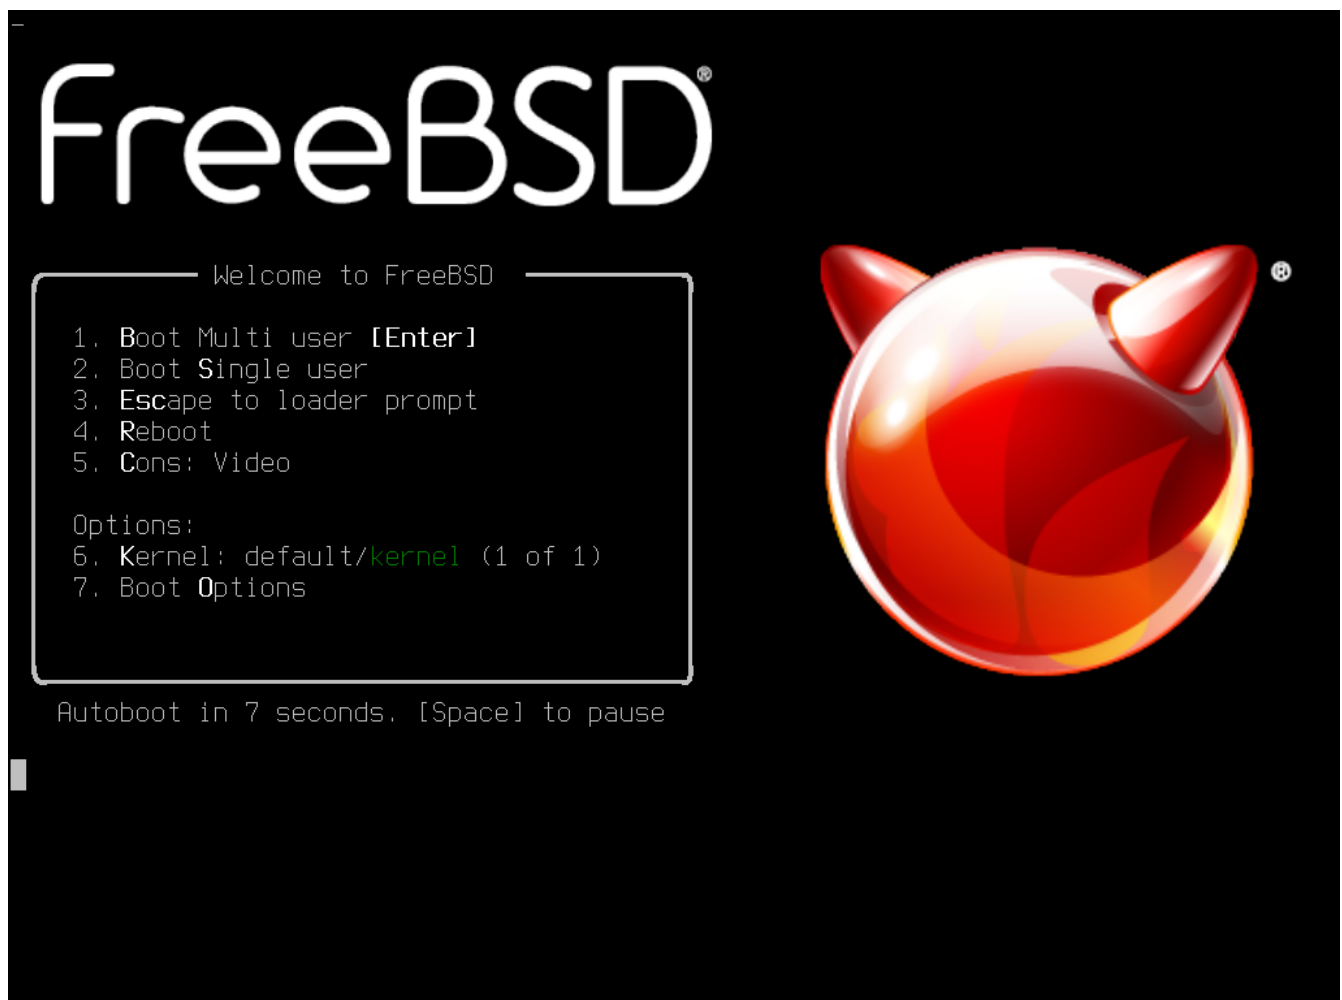 FreeBSD®
Welcome to FreeBSD
1. Boot Multi user [Enter]
2. Boot Single user
3. Escape to loader prompt
4. Reboot
5. Cons: Video
Options:
6. Kernel: default/kernel (1 of 1)
7. Boot Options
Autoboot in 7 seconds. [Space] to pause
®